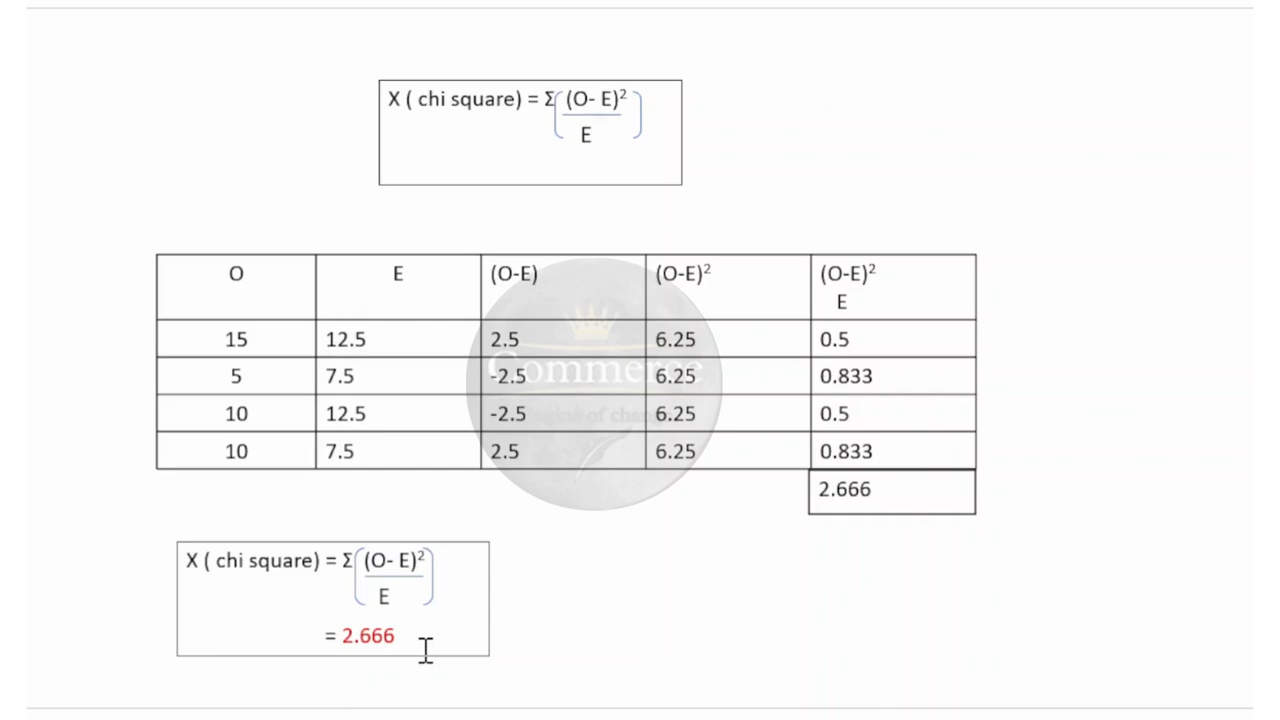 X ( chi square) = Σ (O- E)²
E
O E (O-E) (O-E)² (O-E)²
E
15 12.5 2.5 6.25 0.5
5 7.5 -2.5 6.25 0.833
10 12.5 -2.5 6.25 0.5
10 7.5 2.5 6.25 0.833
2.666
Commerce
of
X ( chi square) = Σ (O- E)²
E
= 2.666